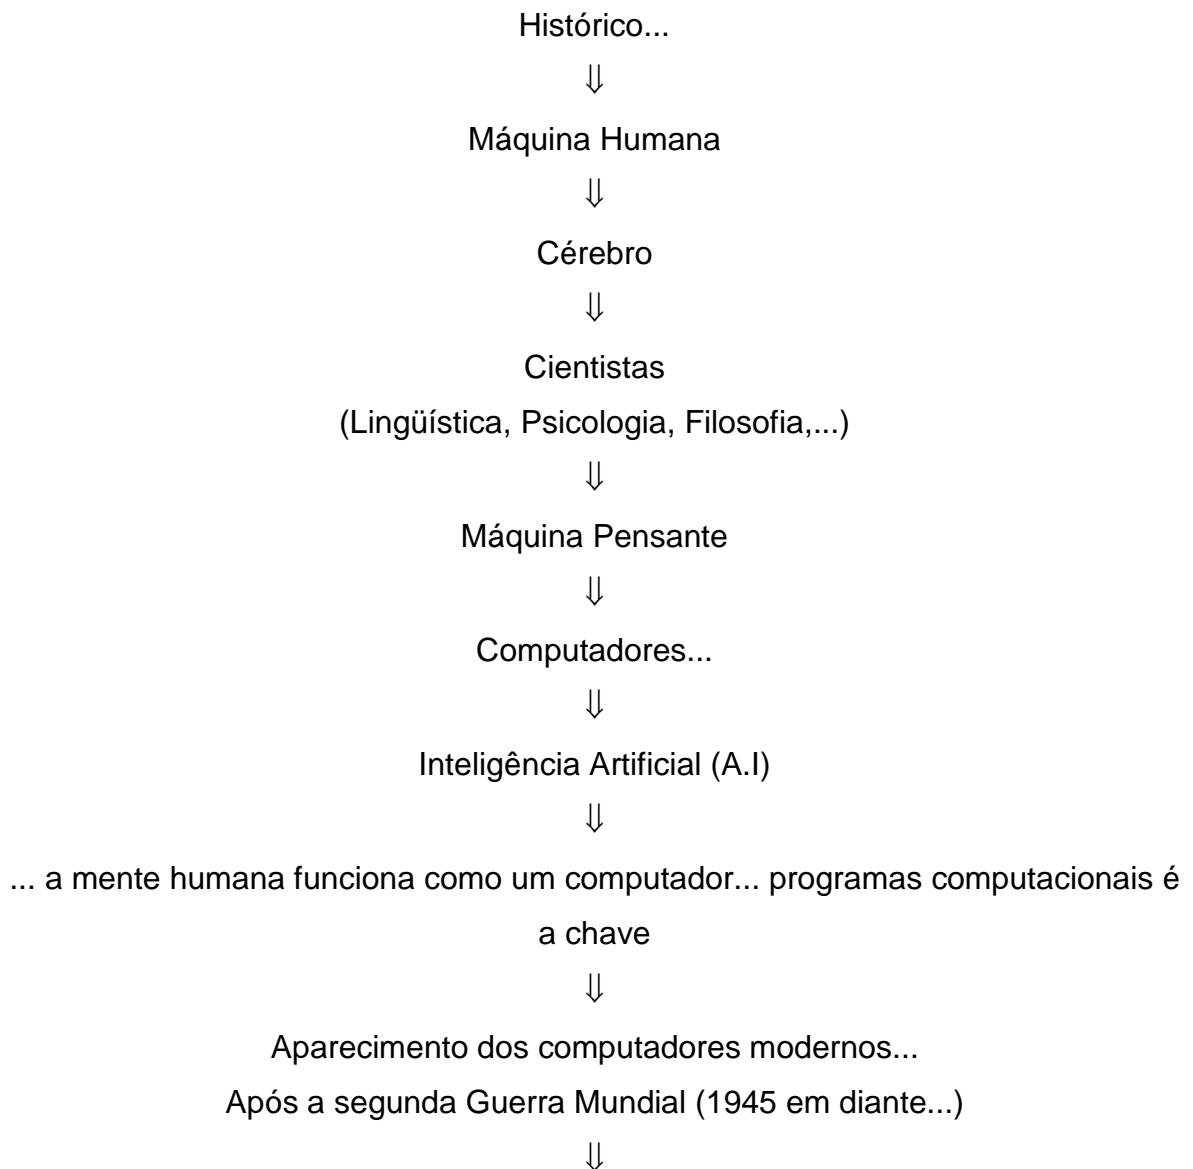 Histórico...
⇓
Máquina Humana
⇓
Cérebro
⇓
Cientistas
(Lingüística, Psicologia, Filosofia,...)
⇓
Máquina Pensante
⇓
Computadores...
⇓
Inteligência Artificial (A.I)
⇓
... a mente humana funciona como um computador... programas computacionais é
a chave
⇓
Aparecimento dos computadores modernos...
Após a segunda Guerra Mundial (1945 em diante...)
⇓